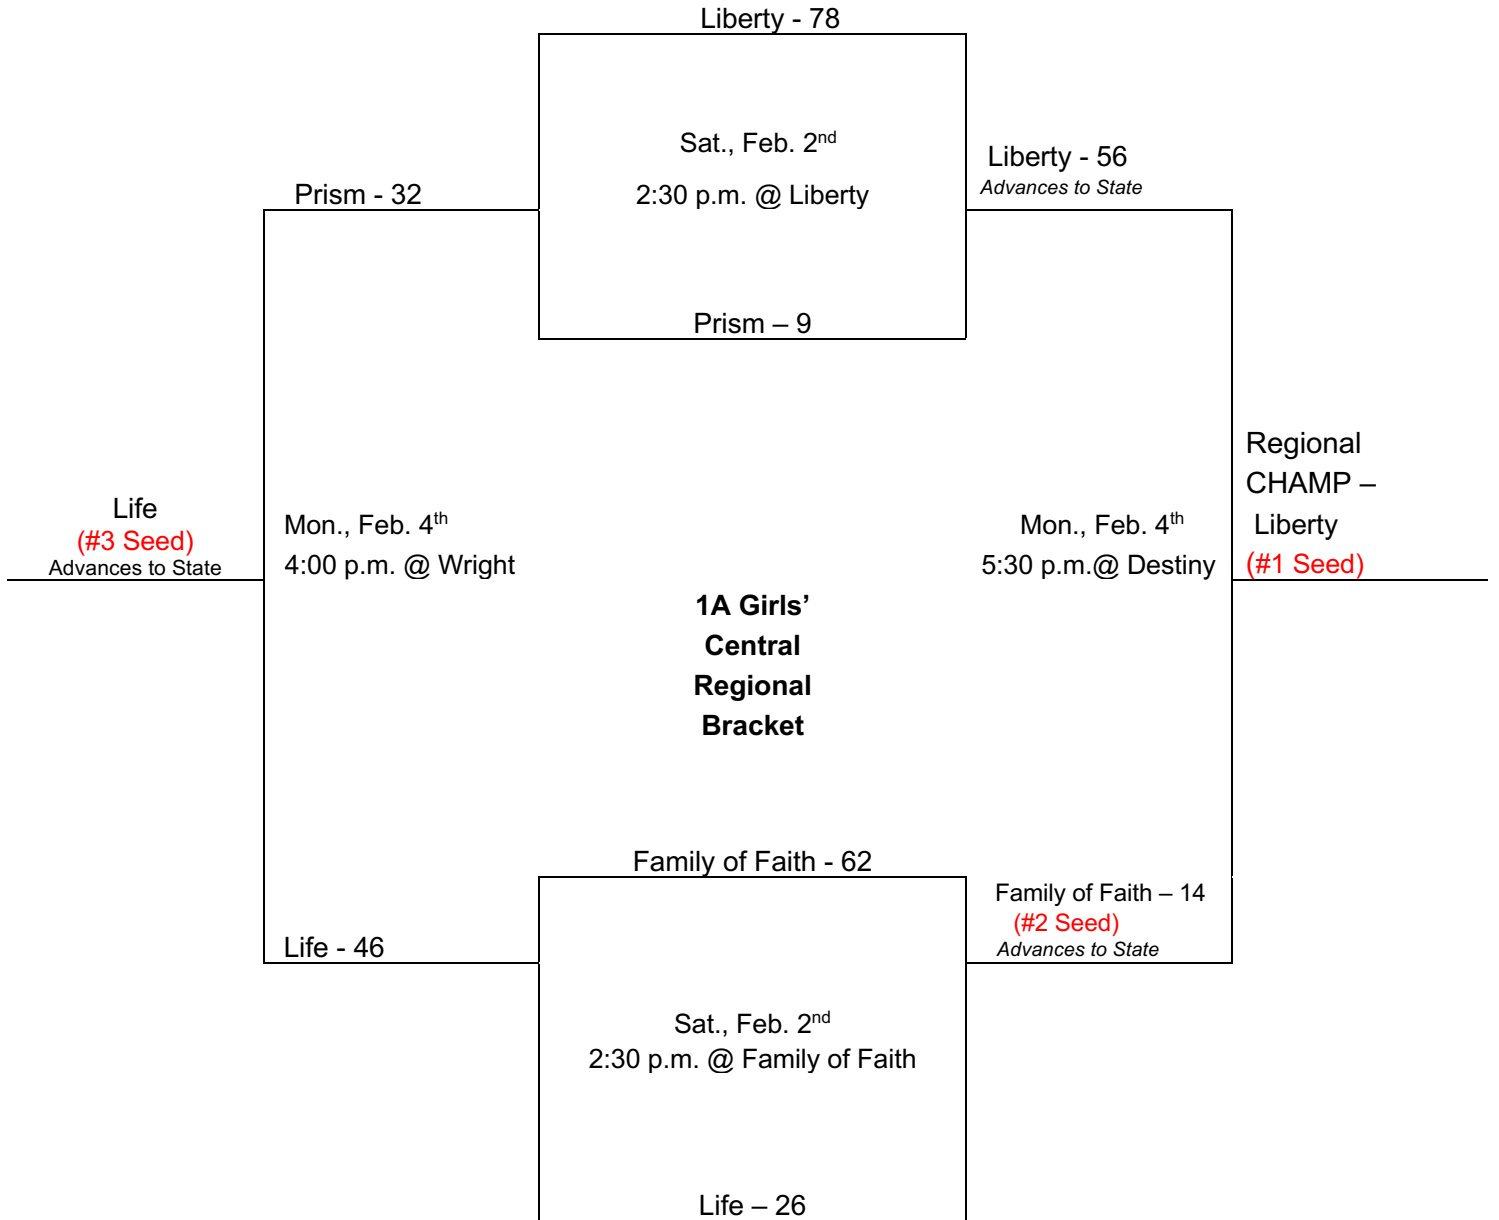 Liberty - 78
Sat., Feb. 2nd
2:30 p.m. @ Liberty
Liberty - 56
Advances to State
Prism - 32
Prism – 9
Regional
CHAMP –
Liberty
(#1 Seed)
Life
(#3 Seed)
Advances to State
Mon., Feb. 4th
4:00 p.m. @ Wright
Mon., Feb. 4th
5:30 p.m.@ Destiny
1A Girls’
Central
Regional
Bracket
Family of Faith - 62
Family of Faith – 14
(#2 Seed)
Advances to State
Life - 46
Sat., Feb. 2nd
2:30 p.m. @ Family of Faith
Life – 26